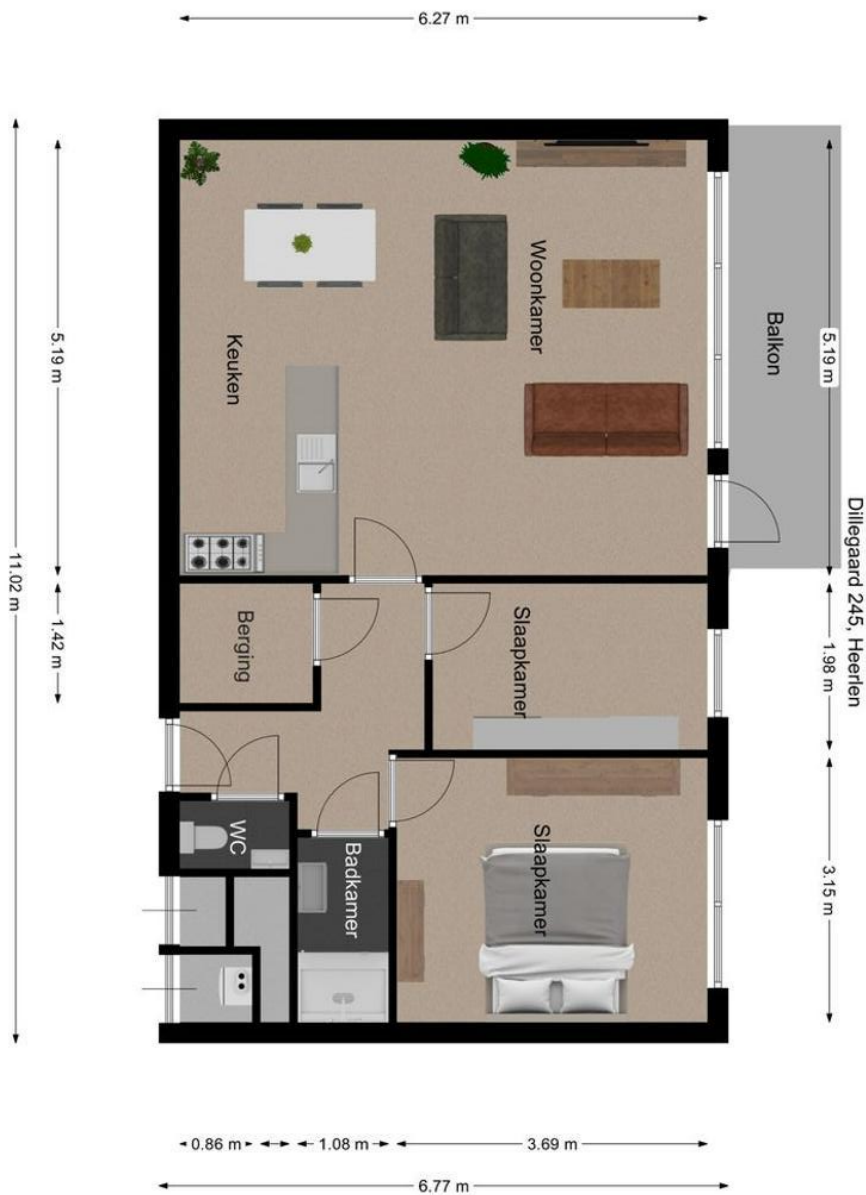 6.27 m
5.19 m
1.42 m
11.02 m
Keuken
Woonkamer
Balkon
5.19 m
Dillegaard 245, Heerlen
Berging
Slaapkamer
1.98 m
WC
Badkamer
Slaapkamer
3.15 m
0.86 m
1.08 m
3.69 m
6.77 m